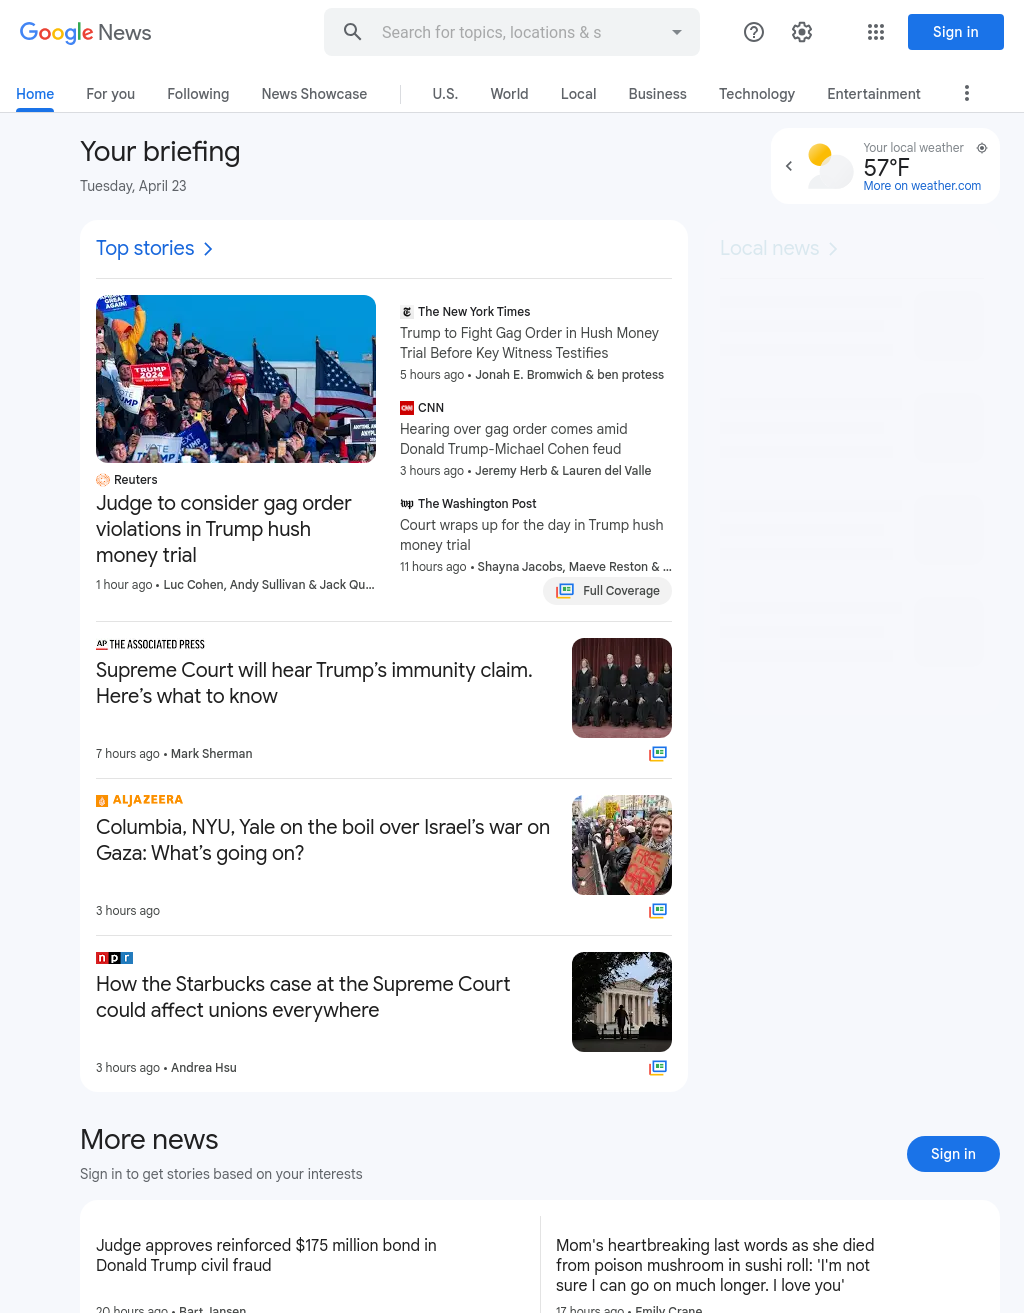 Google News
Search for topics, locations & s
Sign in
Home
For you
Following
News Showcase
U.S.
World
Local
Business
Technology
Entertainment
Your briefing
Tuesday, April 23
Your local weather
57°F
More on weather.com
Top stories
Local news
GREAT
AGAIN!
TRUMP
2024
VOTE
TRUMP
VOTE
TRUMP
Reuters
Judge to consider gag order
violations in Trump hush
money trial
1 hour ago • Luc Cohen, Andy Sullivan & Jack Qu...
The New York Times
Trump to Fight Gag Order in Hush Money
Trial Before Key Witness Testifies
5 hours ago • Jonah E. Bromwich & ben protess
CNN
CNN
Hearing over gag order comes amid
Donald Trump-Michael Cohen feud
3 hours ago • Jeremy Herb & Lauren del Valle
wp
The Washington Post
Court wraps up for the day in Trump hush
money trial
11 hours ago • Shayna Jacobs, Maeve Reston & ...
Full Coverage
AP THE ASSOCIATED PRESS
Supreme Court will hear Trump’s immunity claim.
Here’s what to know
7 hours ago • Mark Sherman
ALJAZEERA
Columbia, NYU, Yale on the boil over Israel’s war on
Gaza: What’s going on?
FREE
GAZA
3 hours ago
npr
How the Starbucks case at the Supreme Court
could affect unions everywhere
3 hours ago • Andrea Hsu
More news
Sign in to get stories based on your interests
Sign in
Judge approves reinforced $175 million bond in
Donald Trump civil fraud
20 hours ago • Bart Jansen
Mom's heartbreaking last words as she died
from poison mushroom in sushi roll: 'I'm not
sure I can go on much longer. I love you'
17 hours ago • Emily Crane